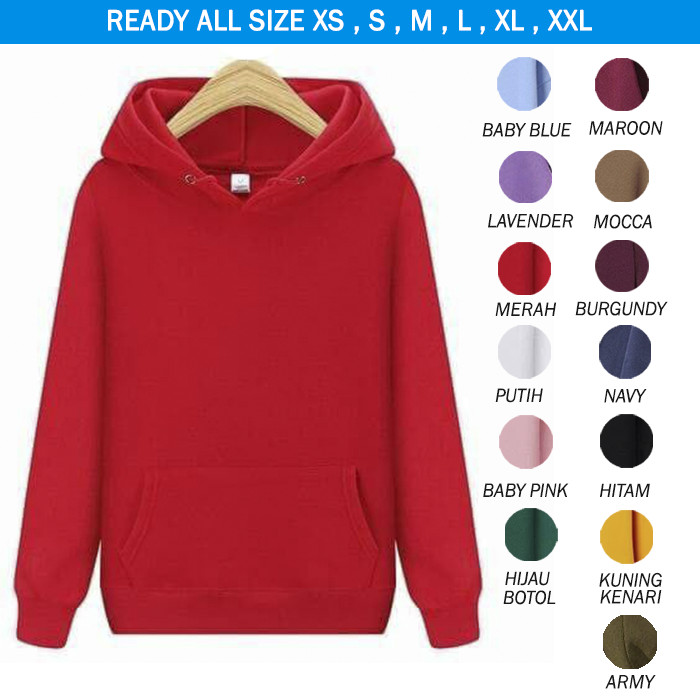 READY ALL SIZE XS , S , M , L , XL , XXL
BABY BLUE
MAROON
LAVENDER
MOCCA
MERAH
BURGUNDY
PUTIH
NAVY
BABY PINK
HITAM
HIJAU
BOTOL
KUNING
KENARI
ARMY